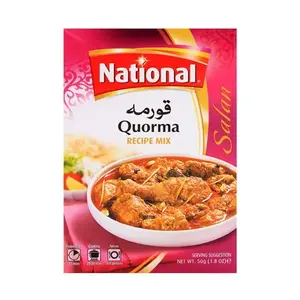 National
قورمہ
Quorma
RECIPE MIX
Salan
SERVING SUGGESTION
NET WT. 50g (1.8 OZ)℮